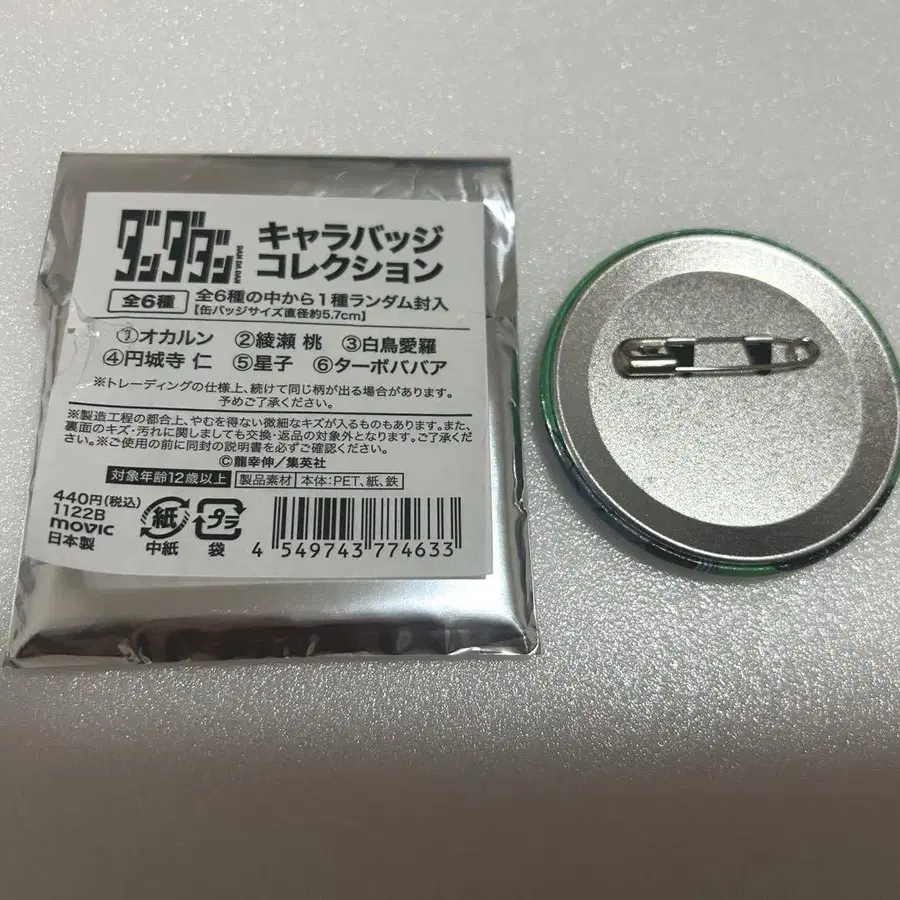 ダンダダン
DAN DA DAN
キャラバッジ
コレクション
全6種
全6種の中から1種ランダム封入
【缶バッジサイズ直径約5.7cm】
①オカルン ②綾瀬 桃 ③白鳥愛羅
④円城寺 仁 ⑤星子 ⑥ターボババア
※トレーディングの仕様上、続けて同じ柄が出る場合があります。
予めご了承ください。
※製造工程の都合上、やむを得ない微細なキズが入るものもあります。また、
裏面のキズ・汚れに関しましても交換・返品の対象外となります。ご了承くだ
さい。※ご使用の前に同封の説明書を必ずご確認ください。
©龍幸伸/集英社
対象年齢12歳以上 製品素材 本体：PET、紙、鉄
440円(税込)
1122B
movic
日本製
紙
中紙
プラ
袋
4 549743 774633